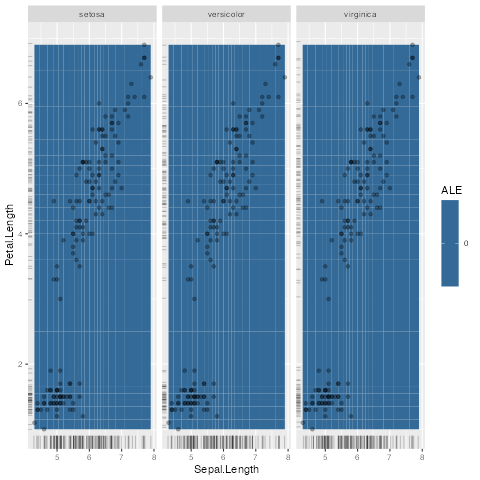 setosa versicolor virginica
ALE
0
Petal.Length
6
4
2
5 6 7 8 5 6 7 8 5 6 7 8
Sepal.Length